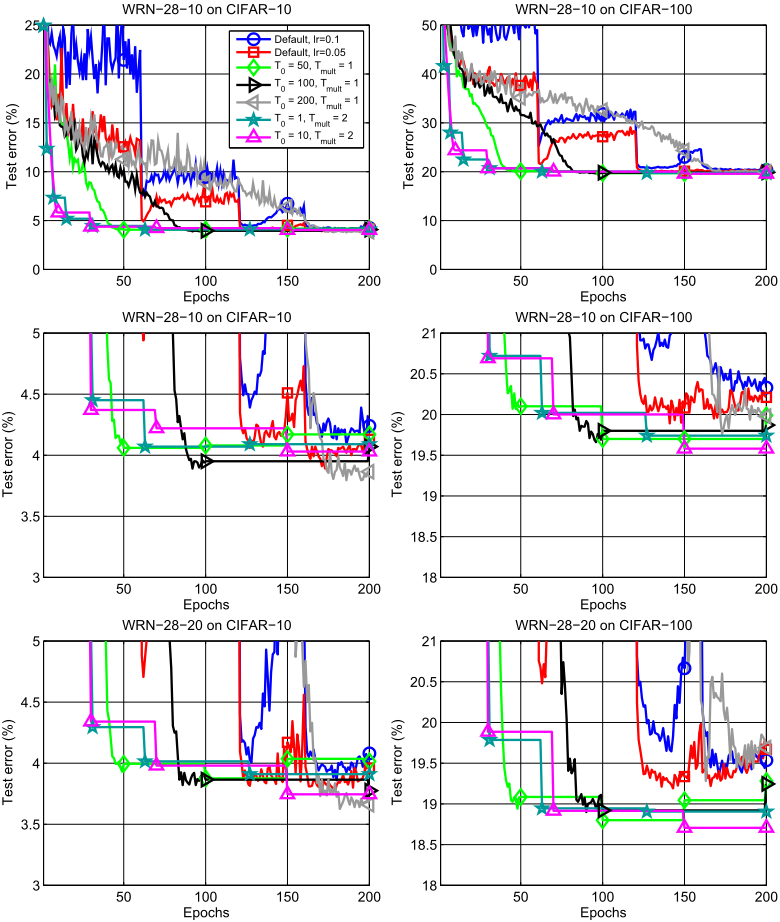 WRN−28−10 on CIFAR−10
25
20
15
10
5
0
50
100
150
200
Epochs
Test error (%)
Default, lr=0.1
Default, lr=0.05
T0 = 50, Tmult = 1
T0 = 100, Tmult = 1
T0 = 200, Tmult = 1
T0 = 1, Tmult = 2
T0 = 10, Tmult = 2
WRN−28−10 on CIFAR−100
50
40
30
20
10
0
50
100
150
200
Epochs
Test error (%)
WRN−28−10 on CIFAR−10
5
4.5
4
3.5
3
50
100
150
200
Epochs
Test error (%)
WRN−28−10 on CIFAR−100
21
20.5
20
19.5
19
18.5
18
50
100
150
200
Epochs
Test error (%)
WRN−28−20 on CIFAR−10
5
4.5
4
3.5
3
50
100
150
200
Epochs
Test error (%)
WRN−28−20 on CIFAR−100
21
20.5
20
19.5
19
18.5
18
50
100
150
200
Epochs
Test error (%)